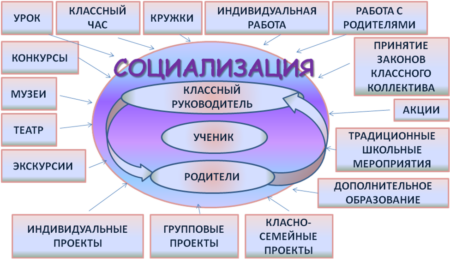 УРОК
КЛАССНЫЙ
ЧАС
КРУЖКИ
ИНДИВИДУАЛЬНАЯ
РАБОТА
РАБОТА С
РОДИТЕЛЯМИ
КОНКУРСЫ
СОЦИАЛИЗАЦИЯ
ПРИНЯТИЕ
ЗАКОНОВ
КЛАССНОГО
КОЛЛЕКТИВА
МУЗЕИ
КЛАССНЫЙ
РУКОВОДИТЕЛЬ
АКЦИИ
ТЕАТР
УЧЕНИК
ТРАДИЦИОННЫЕ
ШКОЛЬНЫЕ
МЕРОПРИЯТИЯ
ЭКСКУРСИИ
РОДИТЕЛИ
ДОПОЛНИТЕЛЬНОЕ
ОБРАЗОВАНИЕ
ИНДИВИДУАЛЬНЫЕ
ПРОЕКТЫ
ГРУППОВЫЕ
ПРОЕКТЫ
КЛАСНО-
СЕМЕЙНЫЕ
ПРОЕКТЫ